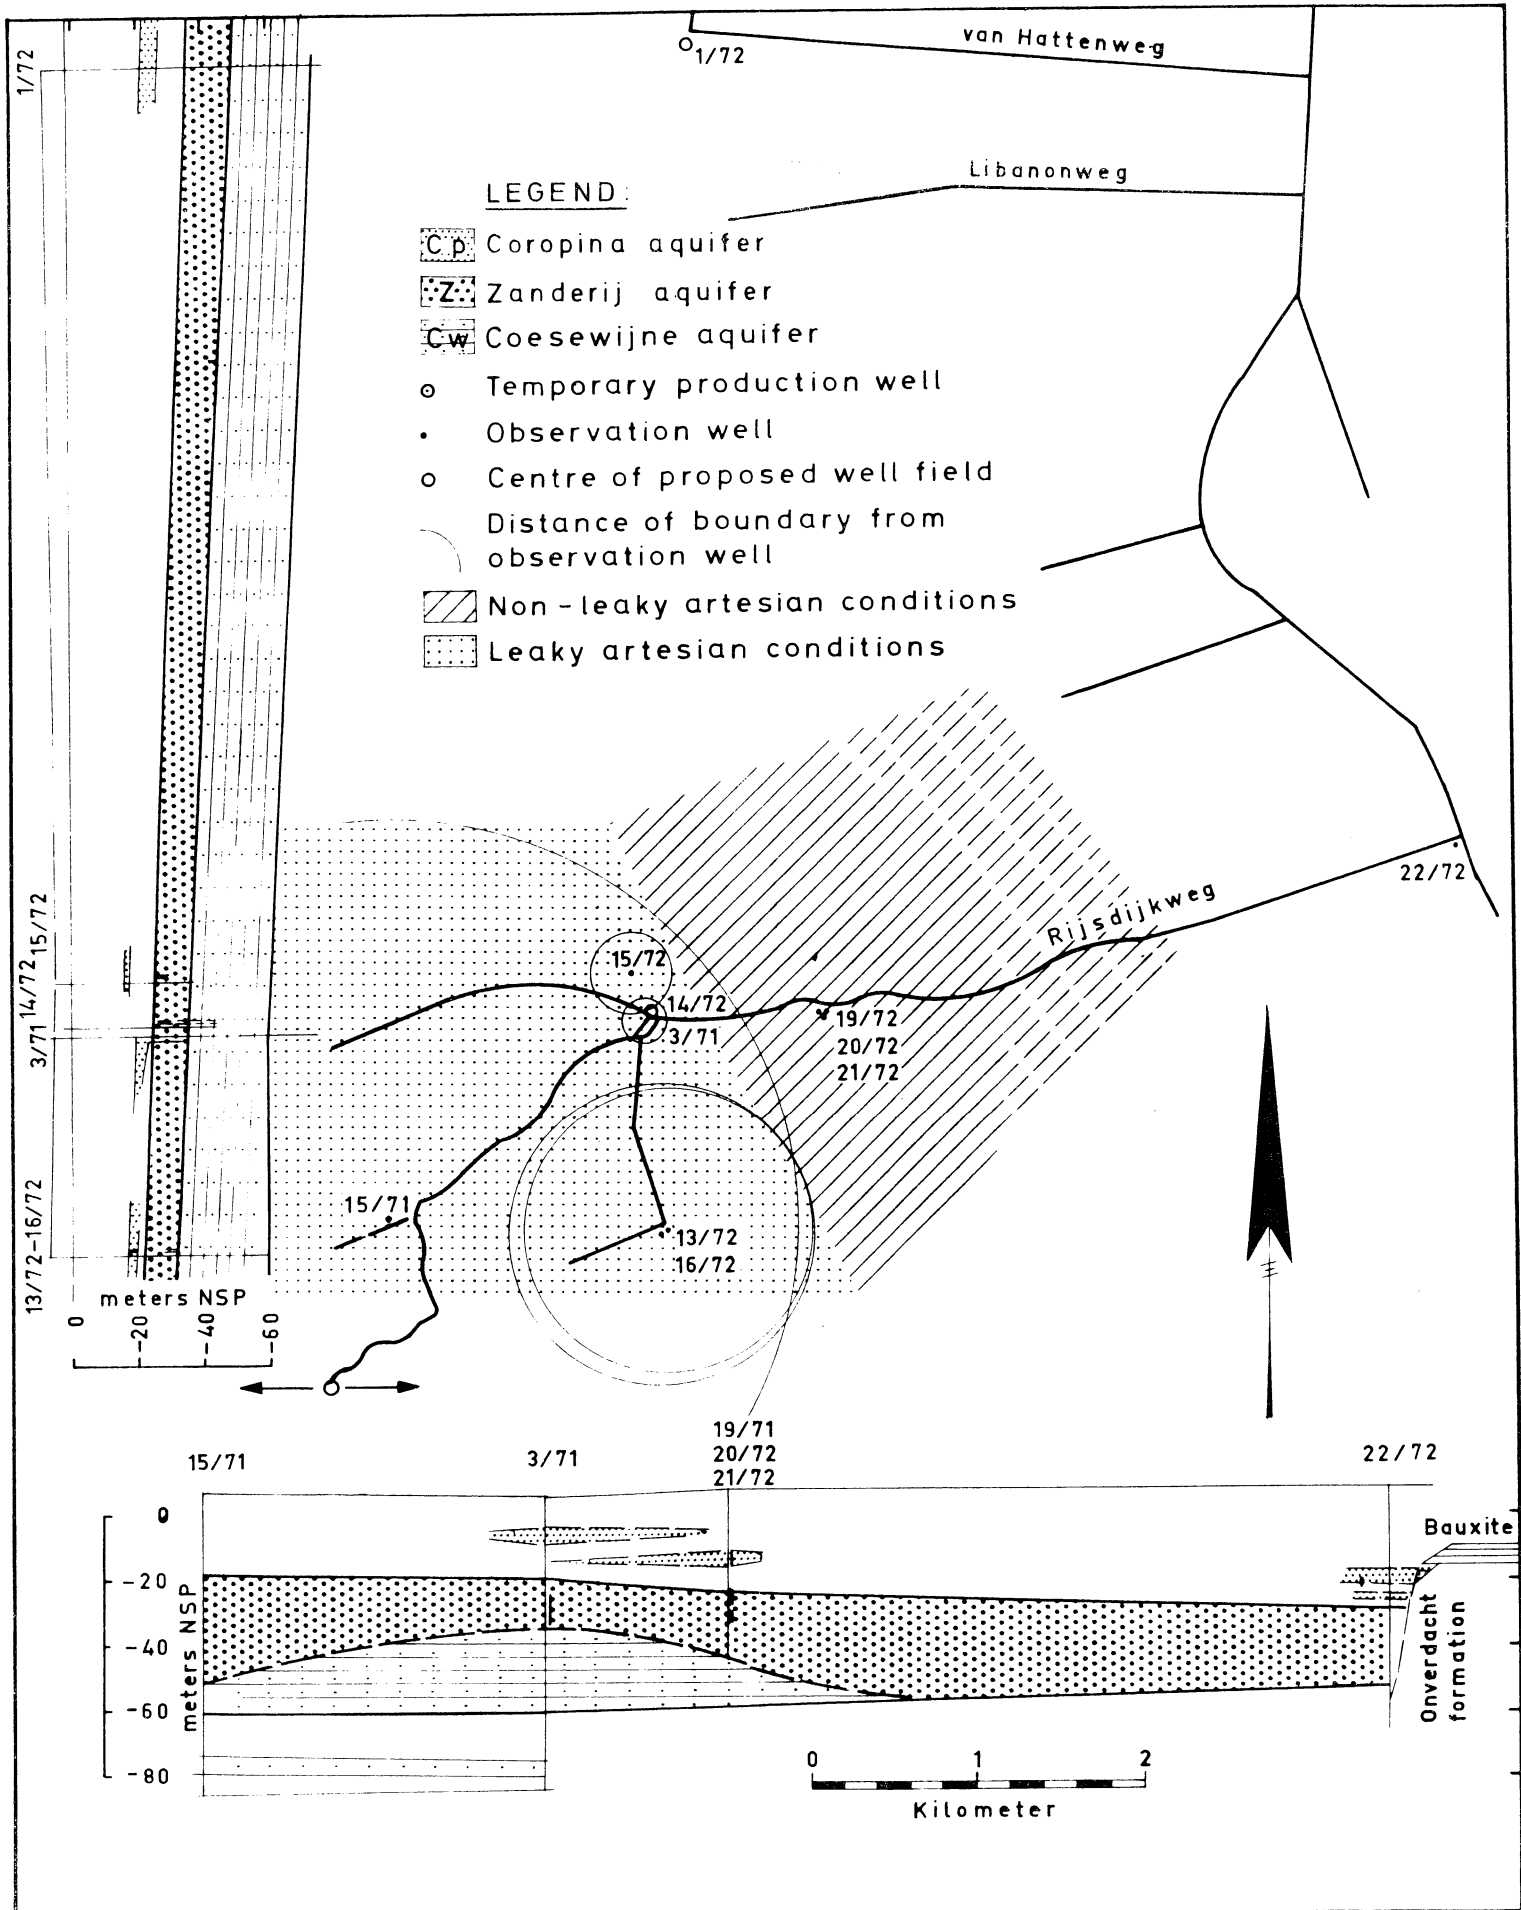 van Hattenweg
1/72
1/72
Libanonweg
LEGEND:
Cp Coropina aquifer
Z Zanderij aquifer
Cw Coesewijne aquifer
Temporary production well
Observation well
Centre of proposed well field
Distance of boundary from
observation well
Non-leaky artesian conditions
Leaky artesian conditions
22/72
Rijsdijkweg
15/72
14/72
3/71
15/72
14/72
3/71
19/72
20/72
21/72
15/71
13/72
16/72
13/72-16/72
meters NSP
0
-20
-40
-60
15/71
3/71
19/71
20/72
21/72
22/72
0
-20
-40
-60
-80
meters NSP
Bauxite
Onverdacht
formation
0 1 2
Kilometer